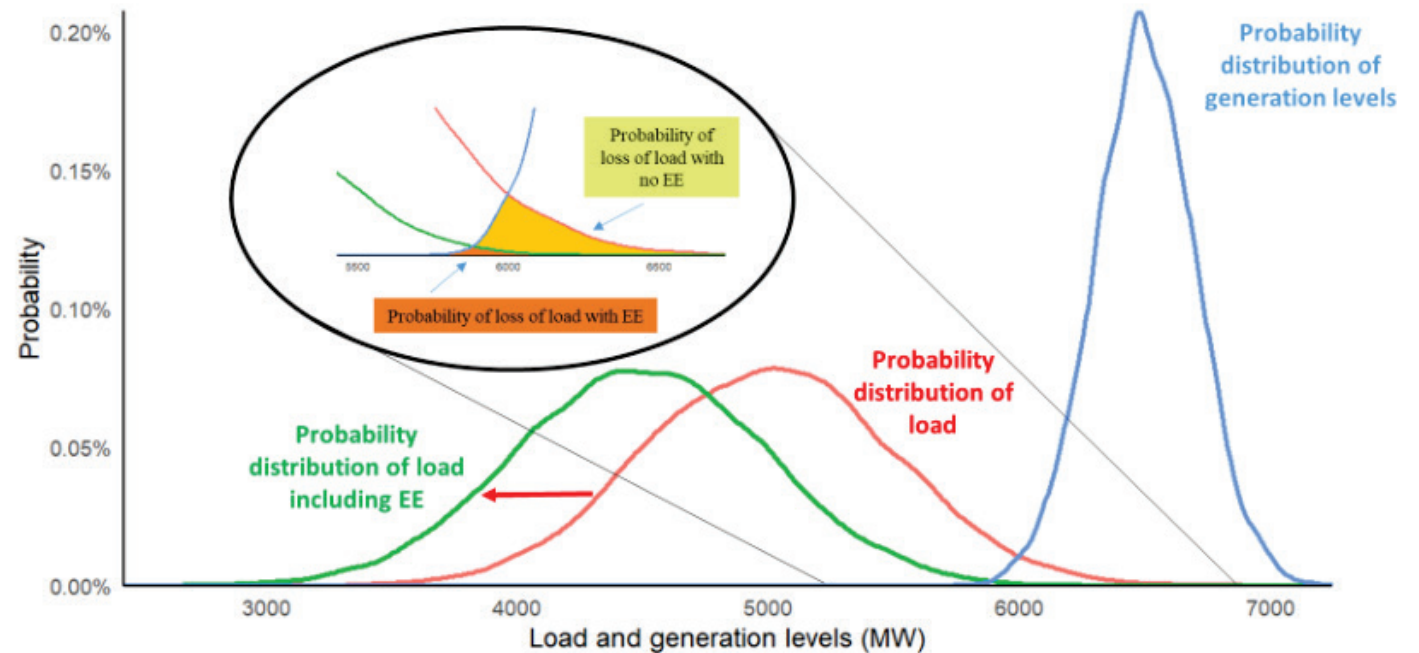 0.20%
0.15%
0.10%
0.05%
0.00%
Probability
Probability
distribution of
generation levels
Probability of
loss of load with
no EE
5500
6000
6500
Probability of loss of load with EE
Probability
distribution of
load
Probability
distribution of load
including EE
3000
4000
5000
6000
7000
Load and generation levels (MW)